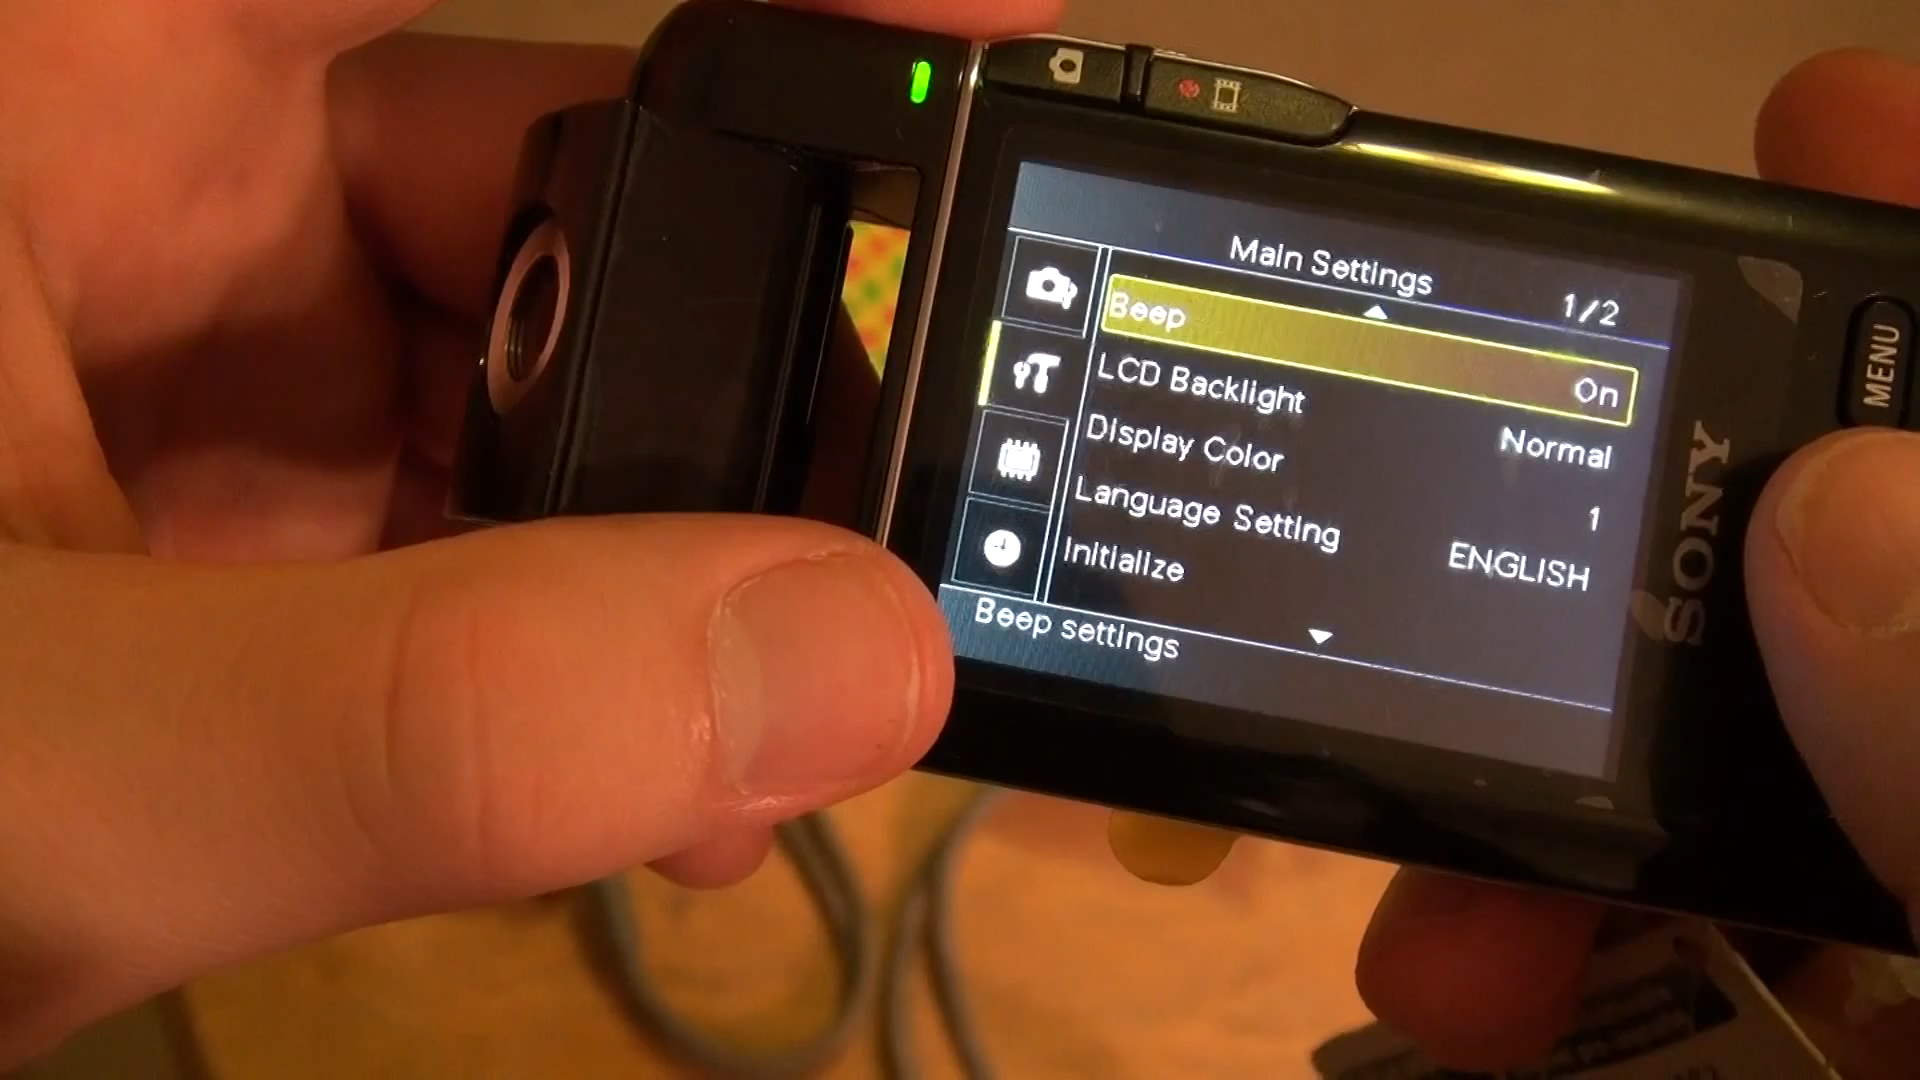 Main Settings
1/2
Beep On
LCD Backlight Normal
Display Color 1
Language Setting ENGLISH
Initialize
Beep settings
SONY
MENU